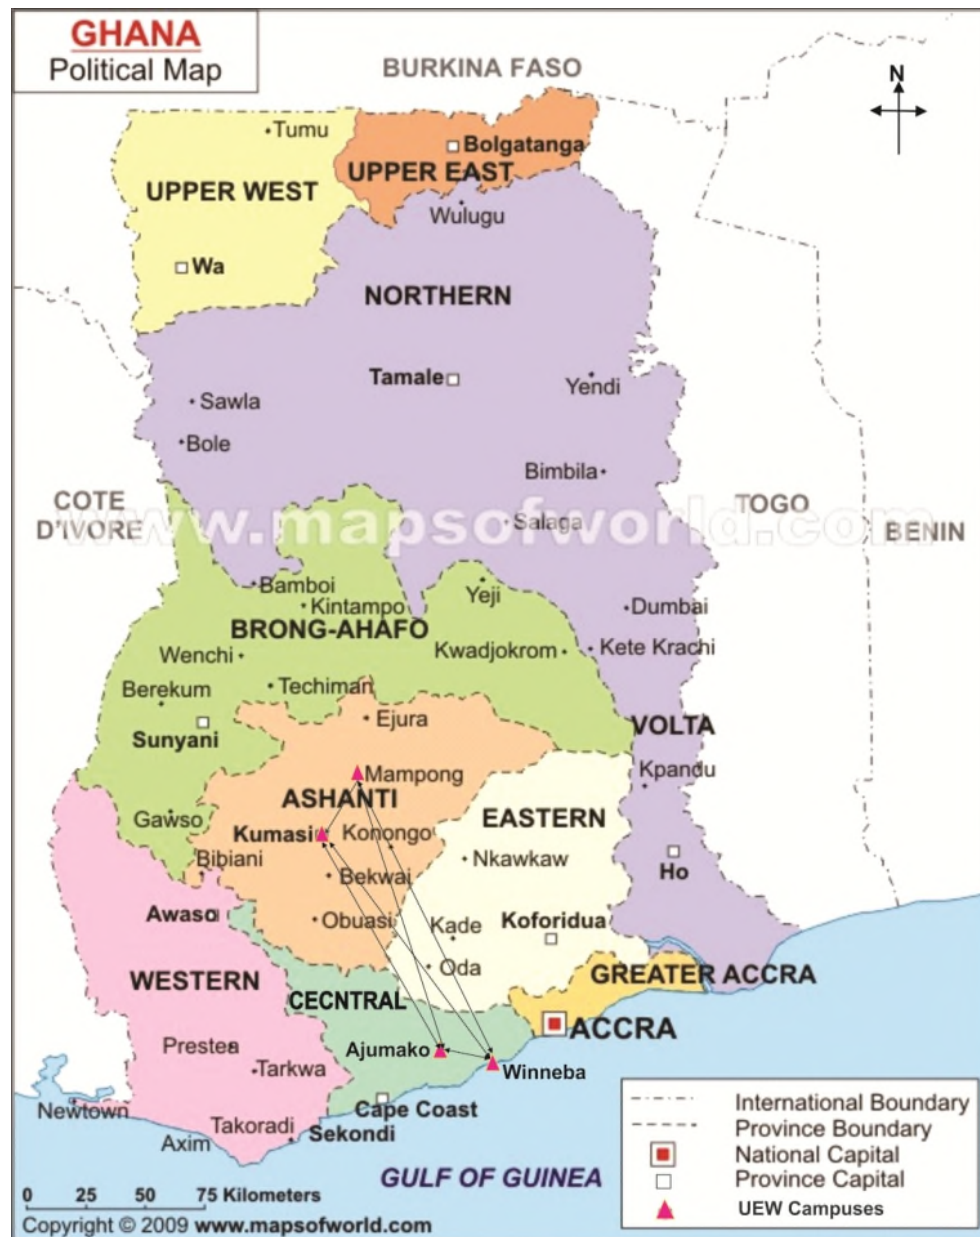 GHANA
Political Map
BURKINA FASO
N
Tumu
Bolgatanga
UPPER EAST
UPPER WEST
Wulugu
Wa
NORTHERN
Tamale
Yendi
Sawla
Bole
Bimbila
COTE
D'IVORE
TOGO
www.mapsofworld.com
Salaga
BENIN
Bamboi
Yeji
Kintampo
Dumbai
BRONG-AHAFO
Wenchi
Kwadjokrom
Kete Krachi
Berekum
Techiman
Ejura
Sunyani
VOLTA
Mampong
Kpandu
ASHANTI
Gawso
EASTERN
Kumasi
Konongo
Bibiani
Nkawkaw
Ho
Bekwai
Awaso
Obuasi
Kade
Koforidua
Oda
WESTERN
GREATER ACCRA
CECNTRAL
ACCRA
Prestea
Ajumako
Tarkwa
Winneba
Newtown
Cape Coast
Takoradi
Sekondi
Axim
GULF OF GUINEA
International Boundary
Province Boundary
National Capital
Province Capital
UEW Campuses
0 25 50 75 Kilometers
Copyright © 2009 www.mapsofworld.com